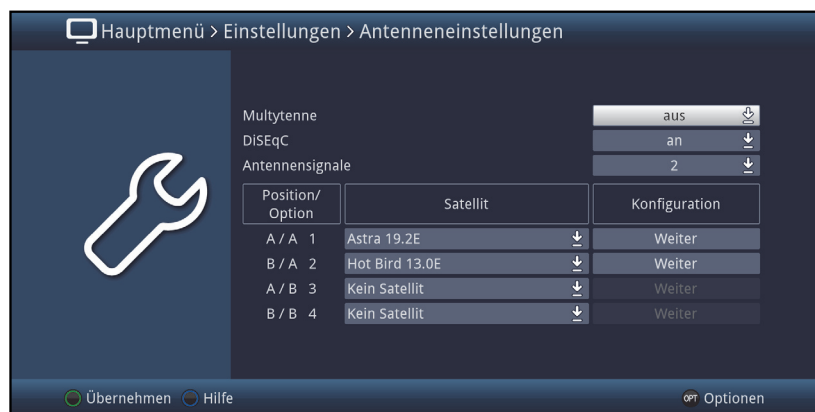 Hauptmenü > Einstellungen > Antenneneinstellungen
Multytenne aus
DiSEqC an
Antennensignale 2
Position/ Option Satellit Konfiguration
A / A 1 Astra 19.2E Weiter
B / A 2 Hot Bird 13.0E Weiter
A / B 3 Kein Satellit Weiter
B / B 4 Kein Satellit Weiter
Übernehmen Hilfe OPT Optionen